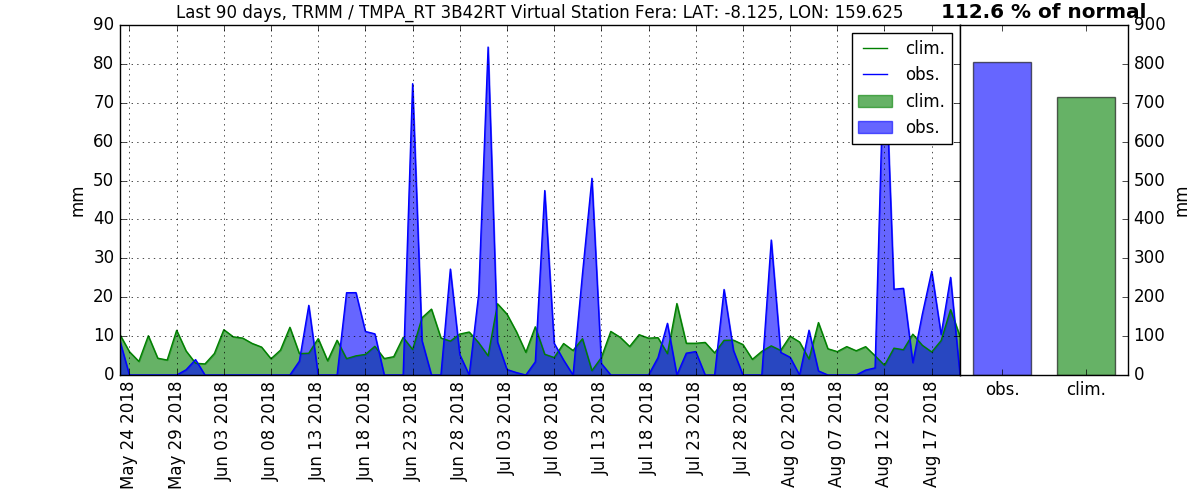 Last 90 days, TRMM / TMPA_RT 3B42RT Virtual Station Fera: LAT: -8.125, LON: 159.625
112.6 % of normal
90
80
70
60
50
40
30
20
10
0
mm
clim.
obs.
clim.
obs.
900
800
700
600
500
400
300
200
100
0
mm
May 24 2018
May 29 2018
Jun 03 2018
Jun 08 2018
Jun 13 2018
Jun 18 2018
Jun 23 2018
Jun 28 2018
Jul 03 2018
Jul 08 2018
Jul 13 2018
Jul 18 2018
Jul 23 2018
Jul 28 2018
Aug 02 2018
Aug 07 2018
Aug 12 2018
Aug 17 2018
obs.
clim.